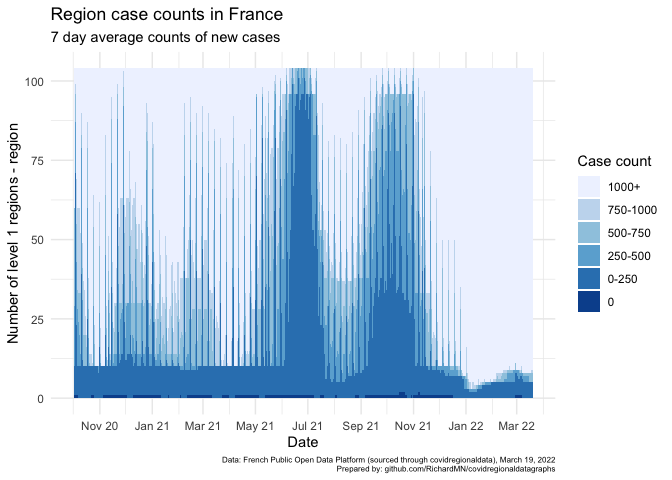 Region case counts in France
7 day average counts of new cases
Number of level 1 regions - region
100
75
50
25
0
Nov 20 Jan 21 Mar 21 May 21 Jul 21 Sep 21 Nov 21 Jan 22 Mar 22
Date
Case count
1000+
750-1000
500-750
250-500
0-250
0
Data: French Public Open Data Platform (sourced through covidregionaldata), March 19, 2022
Prepared by: github.com/RichardMN/covidregionaldatagraphs